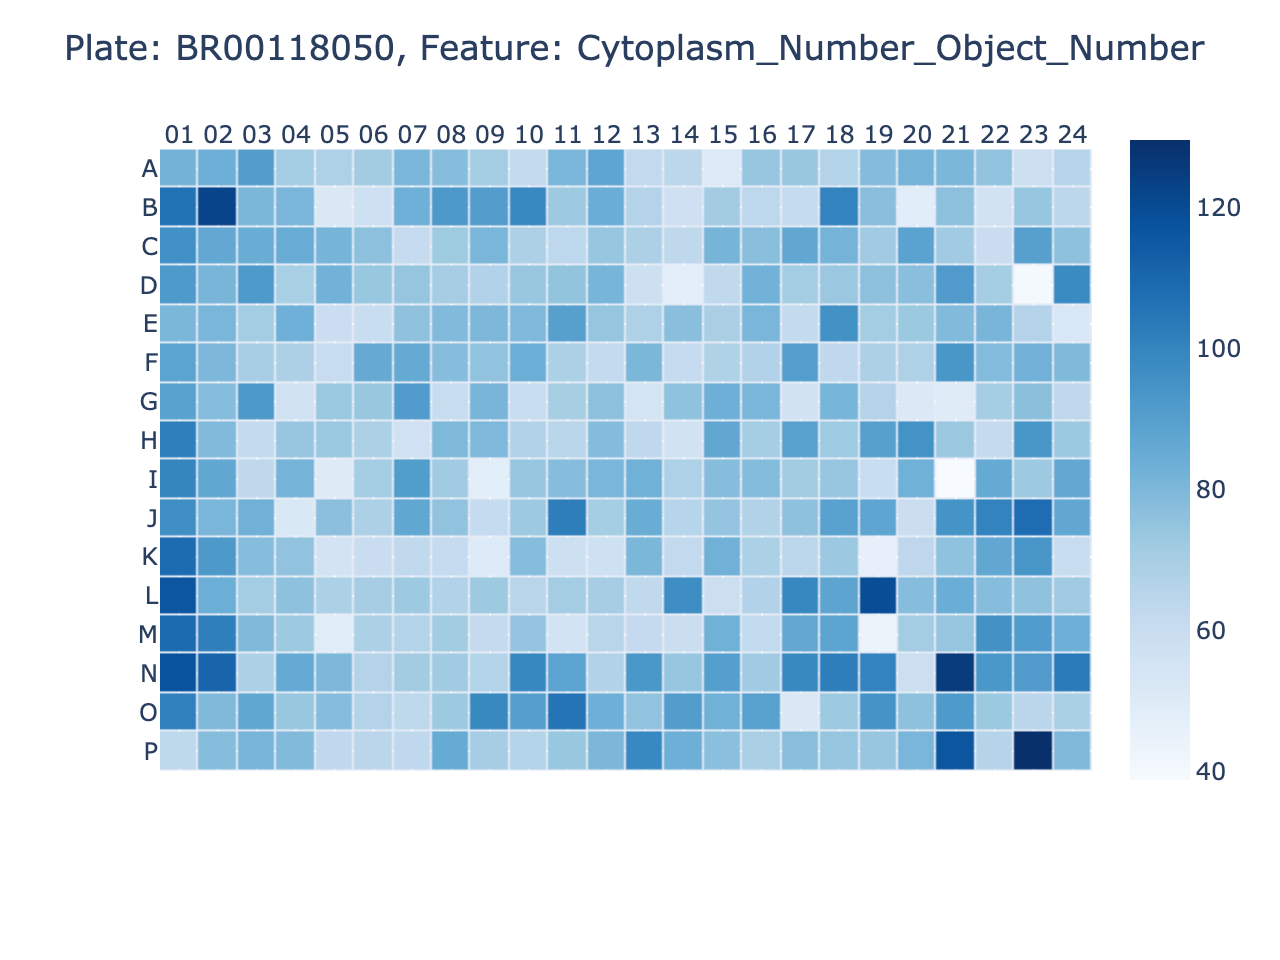 Plate: BR00118050, Feature: Cytoplasm_Number_Object_Number
01 02 03 04 05 06 07 08 09 10 11 12 13 14 15 16 17 18 19 20 21 22 23 24
A
B
C
D
E
F
G
H
I
J
K
L
M
N
O
P
120
100
80
60
40